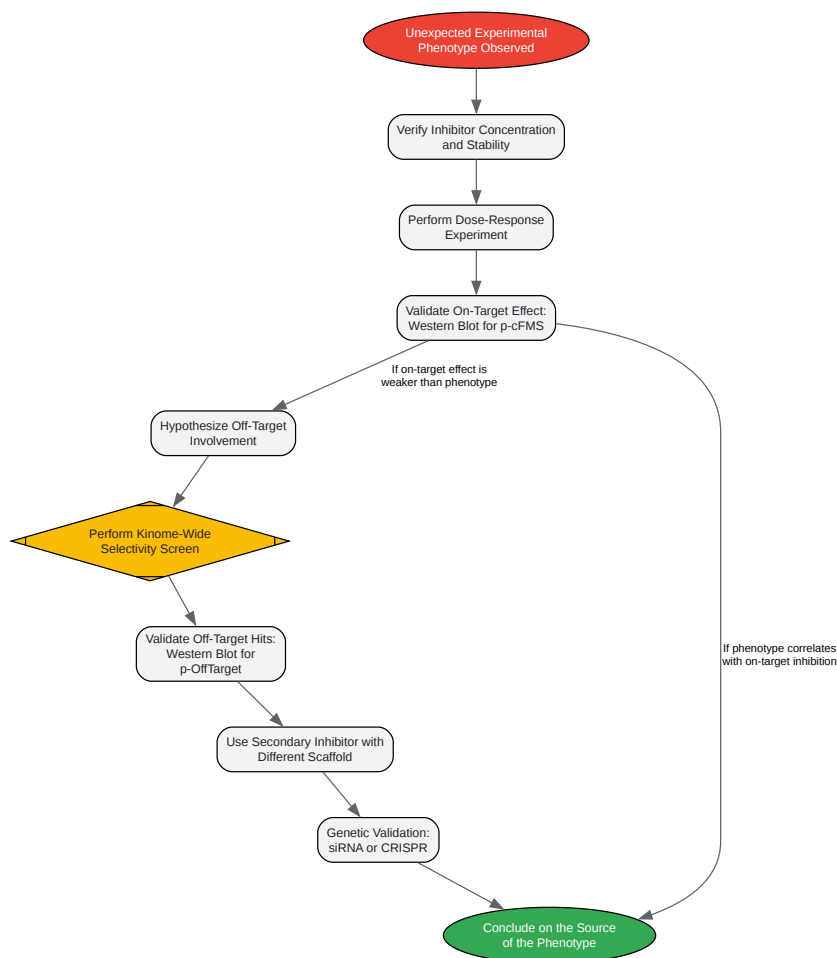 Unexpected Experimental
Phenotype Observed
Verify Inhibitor Concentration
and Stability
Perform Dose-Response
Experiment
Validate On-Target Effect:
Western Blot for p-cFMS
If on-target effect is
weaker than phenotype
Hypothesize Off-Target
Involvement
Perform Kinome-Wide
Selectivity Screen
Validate Off-Target Hits:
Western Blot for
p-OffTarget
If phenotype correlates
with on-target inhibition
Use Secondary Inhibitor with
Different Scaffold
Genetic Validation:
siRNA or CRISPR
Conclude on the Source
of the Phenotype